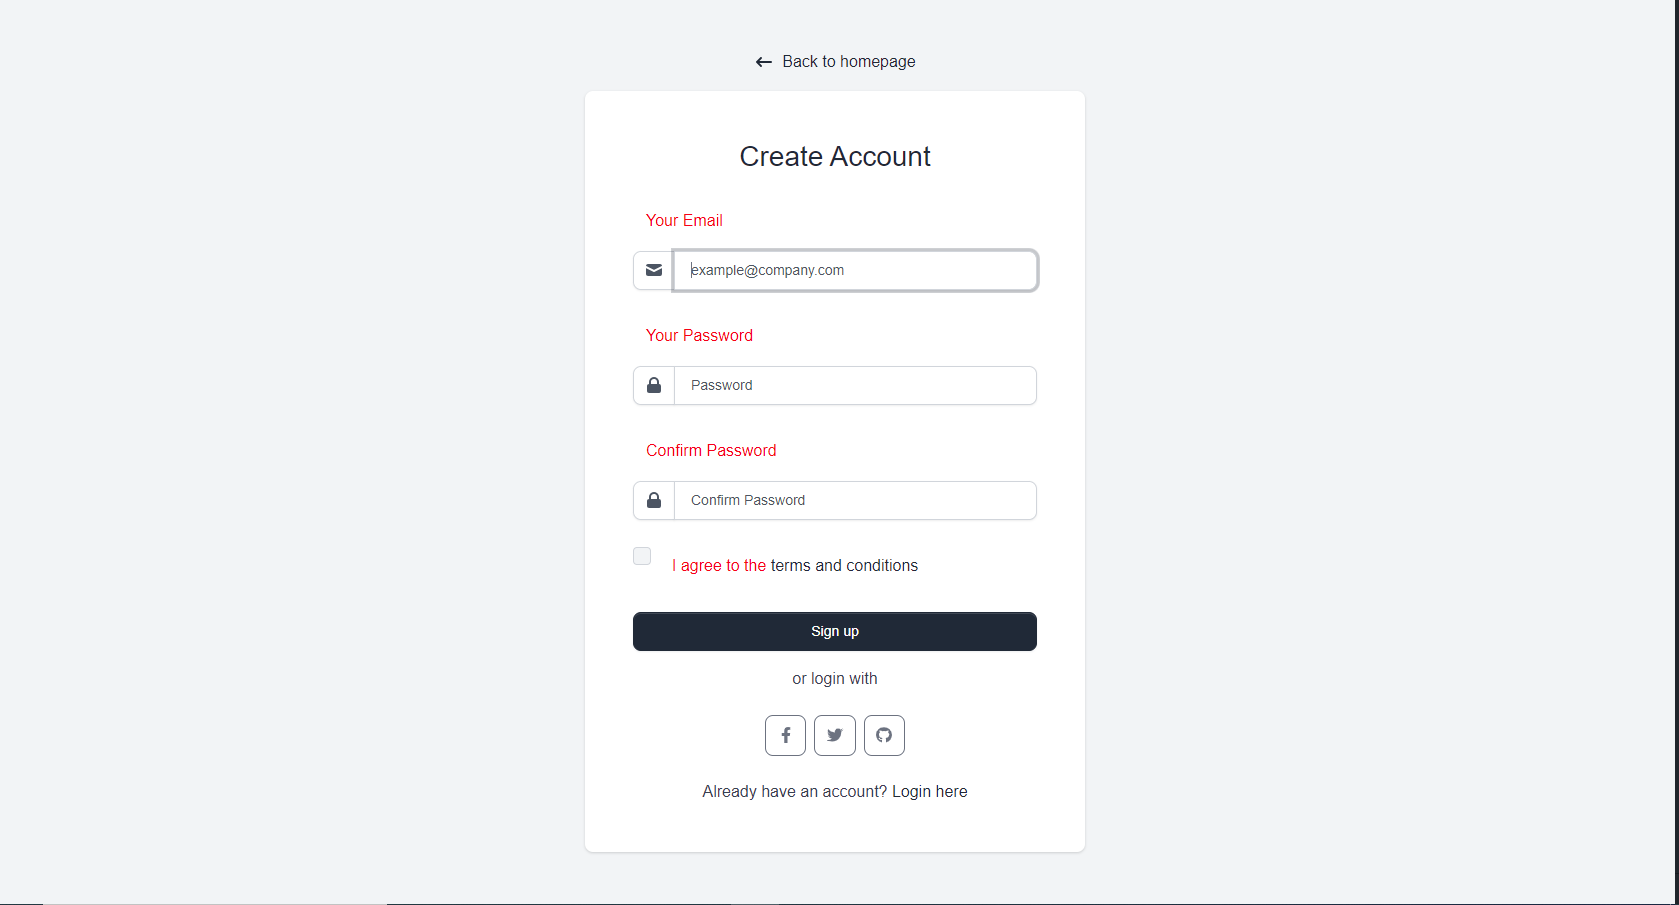 Back to homepage
Create Account
Your Email
example@company.com
Your Password
Password
Confirm Password
Confirm Password
I agree to the terms and conditions
Sign up
or login with
Already have an account? Login here